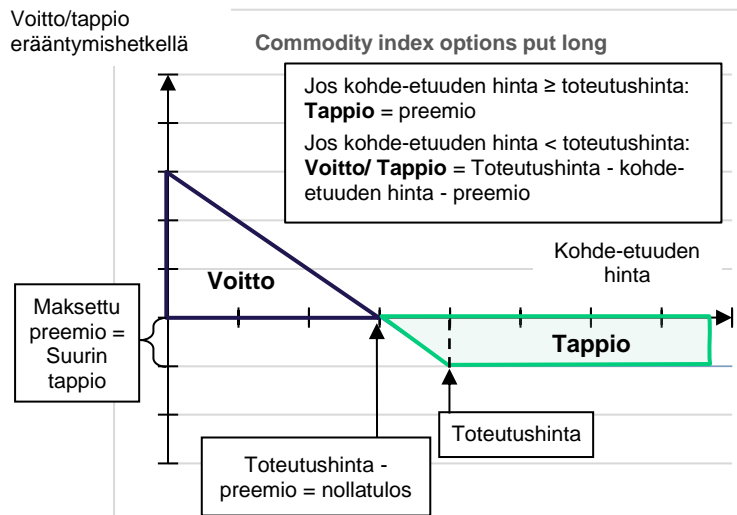 Voitto/tappio
erääntymishetkellä
Commodity index options put long
Jos kohde-etuuden hinta ≥ toteutushinta:
Tappio = preemio
Jos kohde-etuuden hinta < toteutushinta:
Voitto/ Tappio = Toteutushinta - kohde-
etuuden hinta - preemio
Kohde-etuuden
hinta
Voitto
Maksettu
preemio =
Suurin
tappio
Tappio
Toteutushinta
Toteutushinta -
preemio = nollatulos